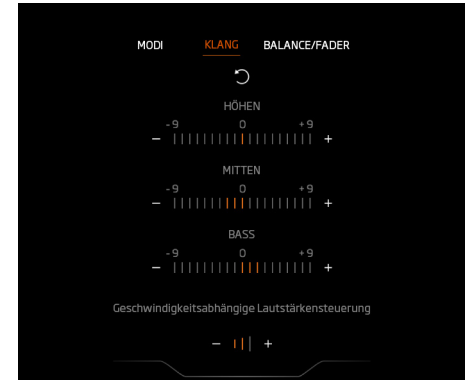 MODI KLANG BALANCE/FADER
HÖHEN
-9 0 +9
− +
MITTEN
-9 0 +9
− +
BASS
-9 0 +9
− +
Geschwindigkeitsabhängige Lautstärkensteuerung
− +